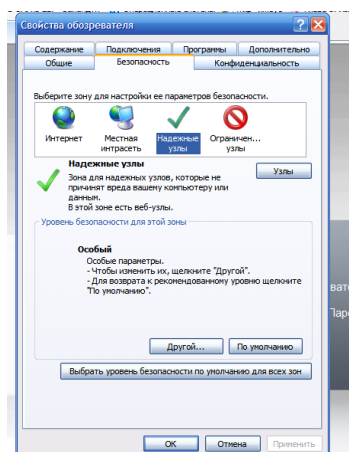 Свойства обозревателя
Содержание Подключения Программы Дополнительно
Общие Безопасность Конфиденциальность
Выберите зону для настройки ее параметров безопасности.
Интернет Местная интрасеть Надежные узлы Ограничен... узлы
Надежные узлы
Узлы
Зона для надежных узлов, которые не
причинят вреда вашему компьютеру или
данным.
В этой зоне есть веб-узлы.
Уровень безопасности для этой зоны
Особый
Особые параметры.
- Чтобы изменить их, щелкните "Другой".
- Для возврата к рекомендованному уровню щелкните
"По умолчанию".
Другой... По умолчанию
Выбрать уровень безопасности по умолчанию для всех зон
OK Отмена Применить